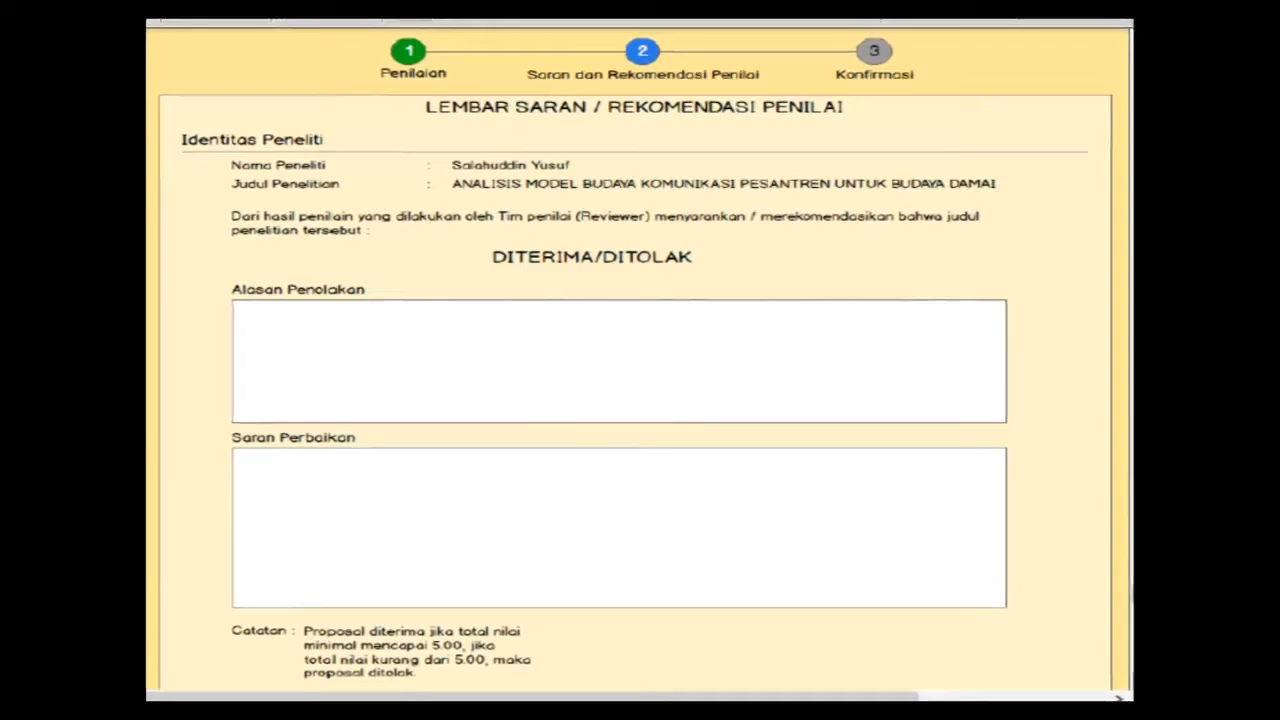 1 2 3
Penilaian Saran dan Rekomendasi Penilai Konfirmasi
LEMBAR SARAN / REKOMENDASI PENILAI
Identitas Peneliti
Nama Peneliti : Salahuddin Yusuf
Judul Penelitian : ANALISIS MODEL BUDAYA KOMUNIKASI PESANTREN UNTUK BUDAYA DAMAI
Dari hasil penilain yang dilakukan oleh Tim penilai (Reviewer) menyarankan / merekomendasikan bahwa judul
penelitian tersebut :
DITERIMA/DITOLAK
Alasan Penolakan
Saran Perbaikan
Catatan : Proposal diterima jika total nilai
minimal mencapai 5.00, jika
total nilai kurang dari 5.00, maka
proposal ditolak.